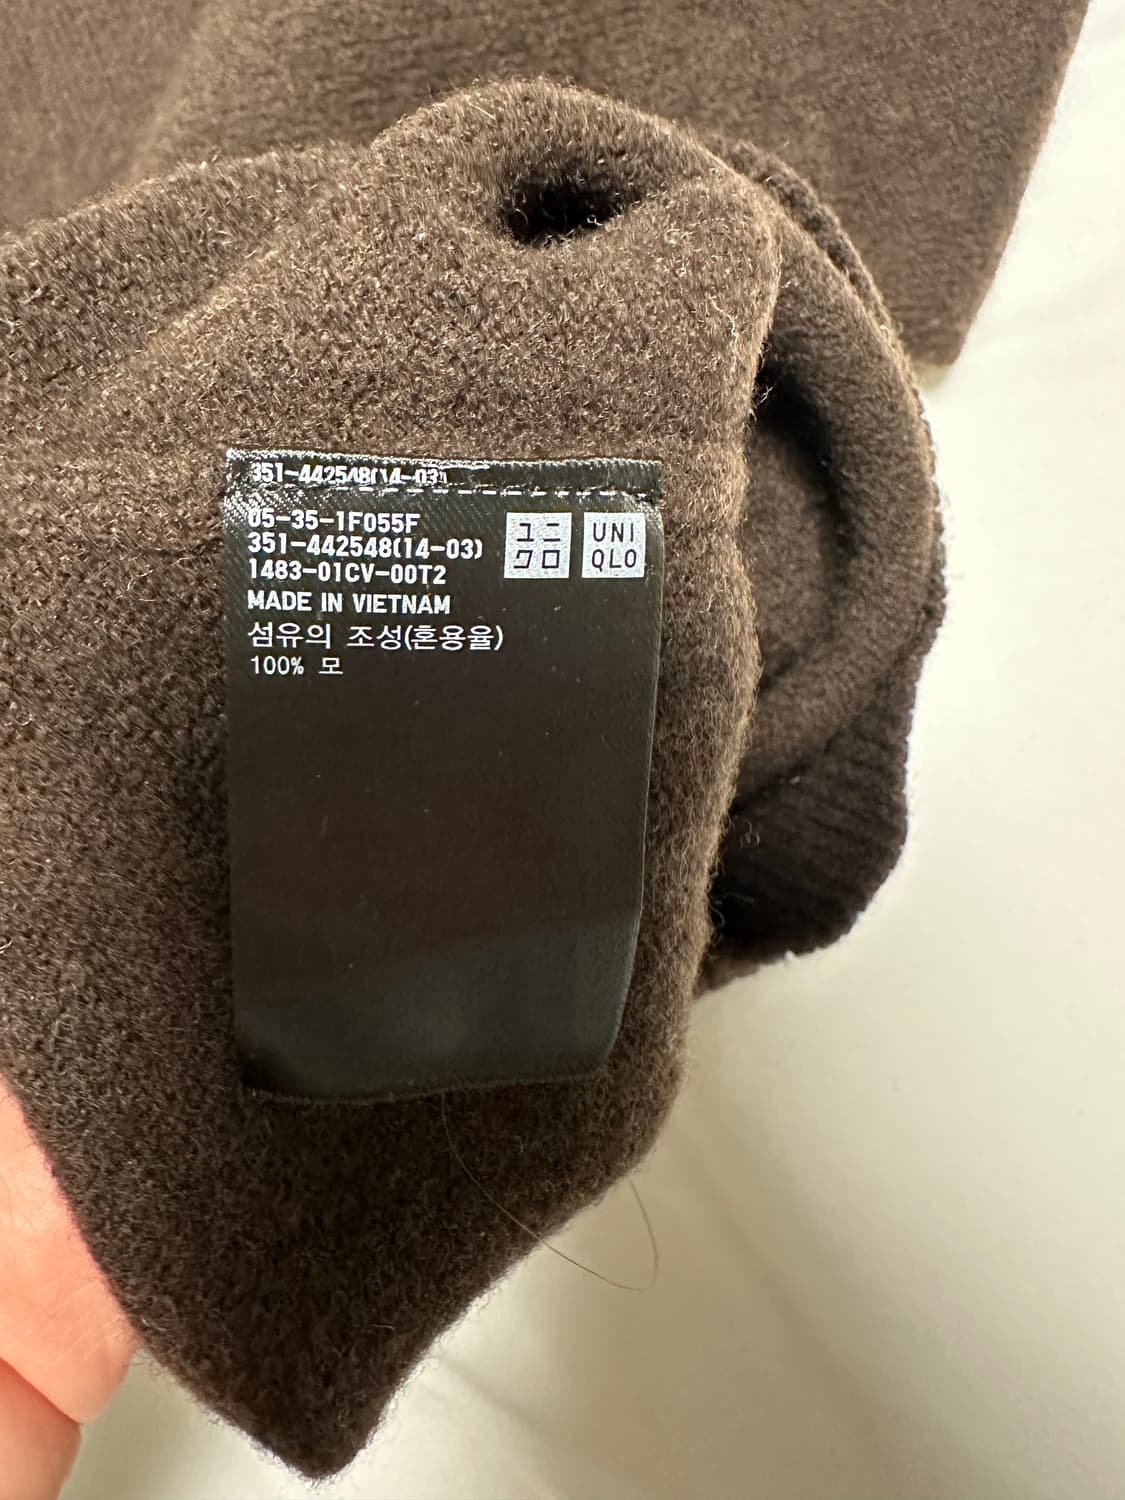 351-442548(14-03)
05-35-1F055F
351-442548(14-03)
1483-01CV-00T2
MADE IN VIETNAM
섬유의 조성(혼용율)
100% 모
ユニ
クロ
UNI
QLO